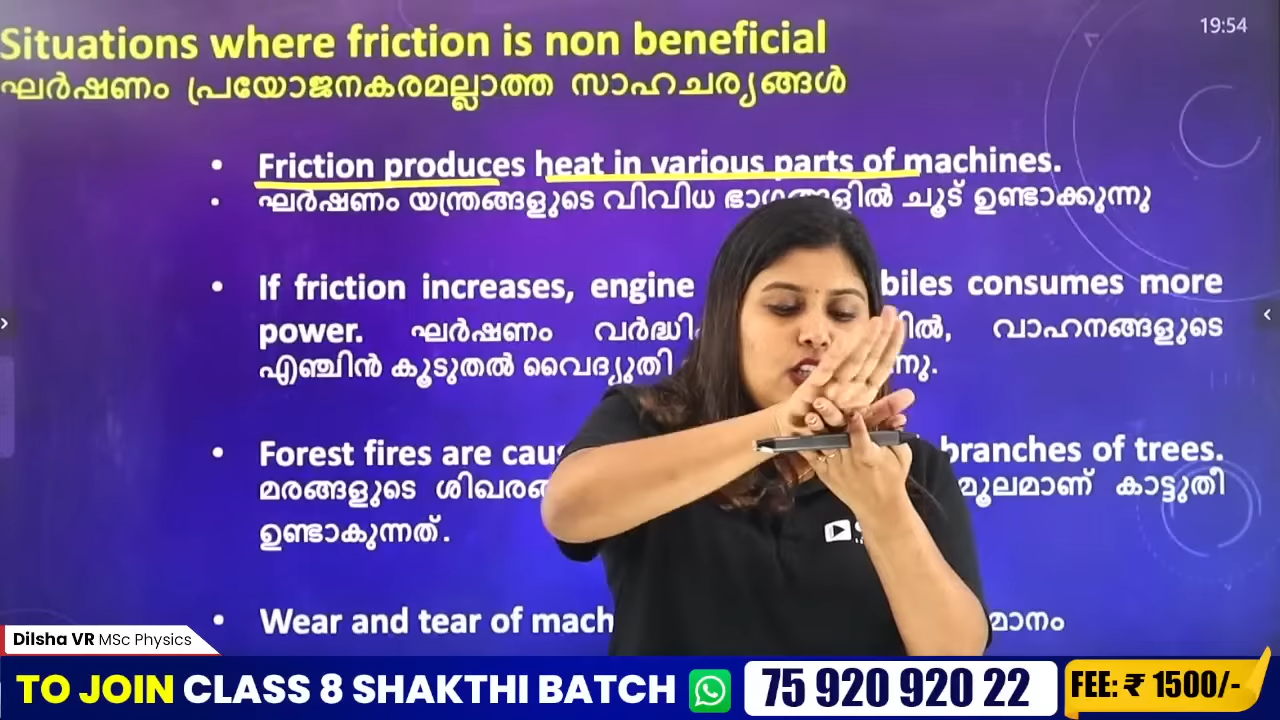 19:54
Situations where friction is non beneficial
ഘർഷണം പ്രയോജനകരമല്ലാത്ത സാഹചര്യങ്ങൾ
• Friction produces heat in various parts of machines.
• ഘർഷണം യന്ത്രങ്ങളുടെ വിവിധ ഭാഗങ്ങളിൽ ചൂട് ഉണ്ടാക്കുന്നു
• If friction increases, engine consumes more
power. ഘർഷണം വാഹനങ്ങളുടെ
എഞ്ചിൻ കൂടുതൽ വൈദ്യുതി
• Forest fires are branches of trees.
മരങ്ങളുടെ മൂലമാണ് കാട്ടുതീ
ഉണ്ടാകുന്നത്.
• Wear and tear of
Dilsha VR MSc Physics
TO JOIN CLASS 8 SHAKTHI BATCH 75 920 920 22 FEE: ₹ 1500/-